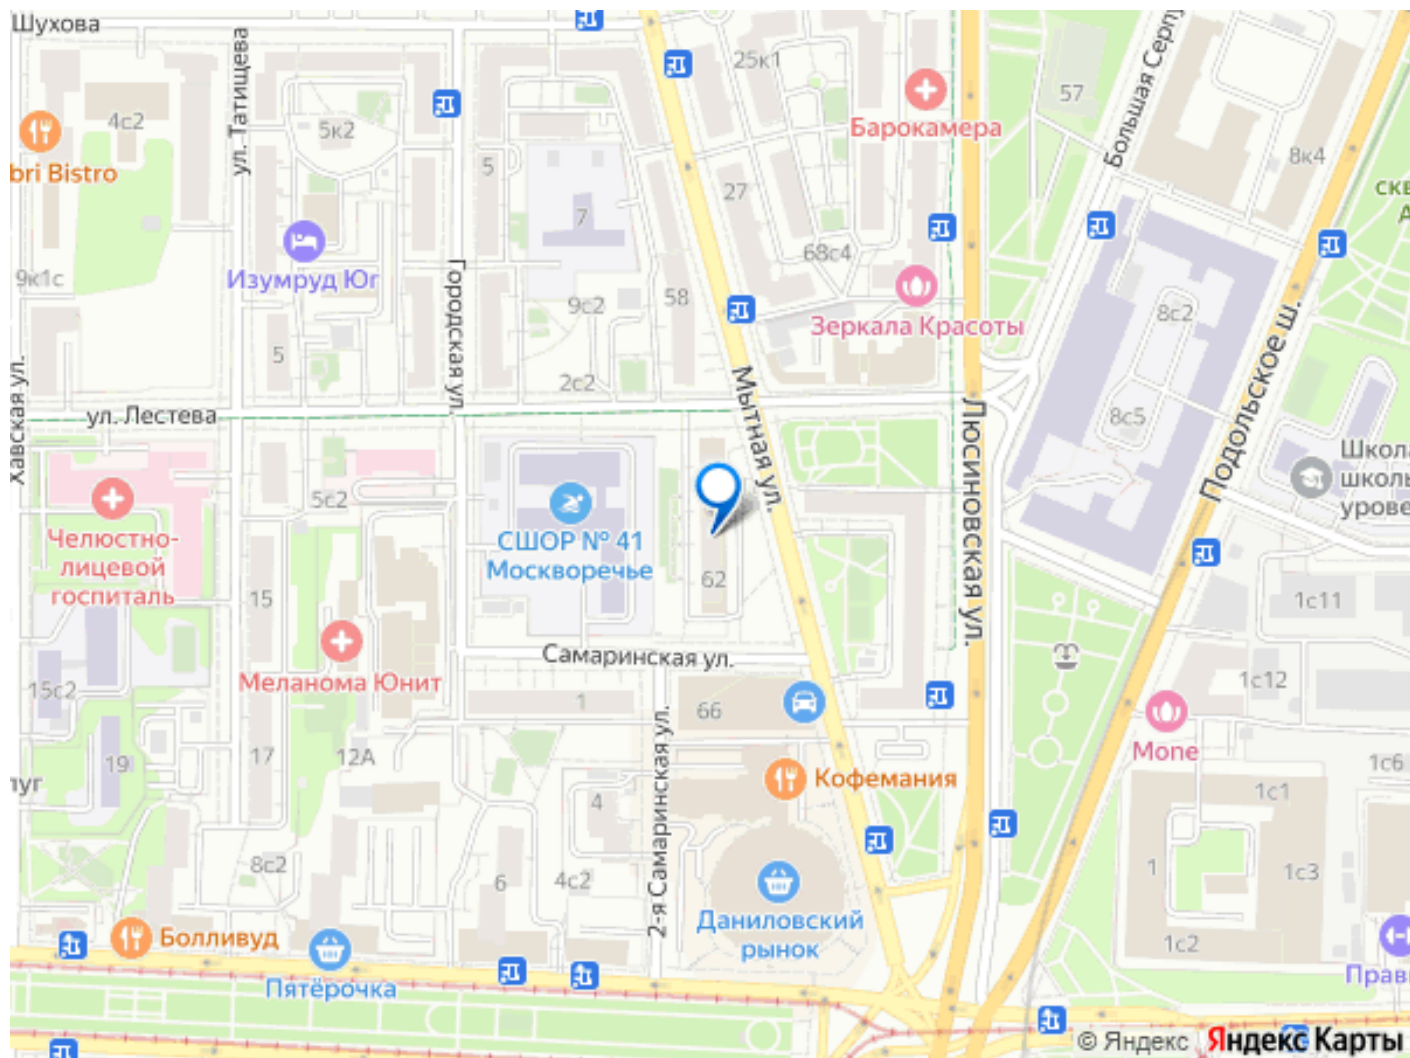 Шухова
ул. Татищева
25к1
57
Большая Серпу
4с2
5к2
Барокамера
8к4
bri Bistro
5
27
скв
Д
7
68с4
Изумруд Юг
9к1с
Городская ул.
9с2
58
Зеркала Красоты
8с2
Подольское ш.
5
2с2
Хавская ул.
ул. Лестева
Мытная ул.
Люсиновская ул.
8с5
Школа
школь
урове
5с2
Челюстно-
лицевой
госпиталь
СШОР № 41
Москворечье
62
15
1с11
Самаринская ул.
Меланома Юнит
15с2
1с12
1
66
2-я Самаринская ул.
Mone
17
12А
19
луг
Кофемания
1с6
1с1
4
8с2
6
4с2
1
1с3
Даниловский
рынок
Болливуд
1с2
Пятёрочка
Прав
© Яндекс Яндекс Карты